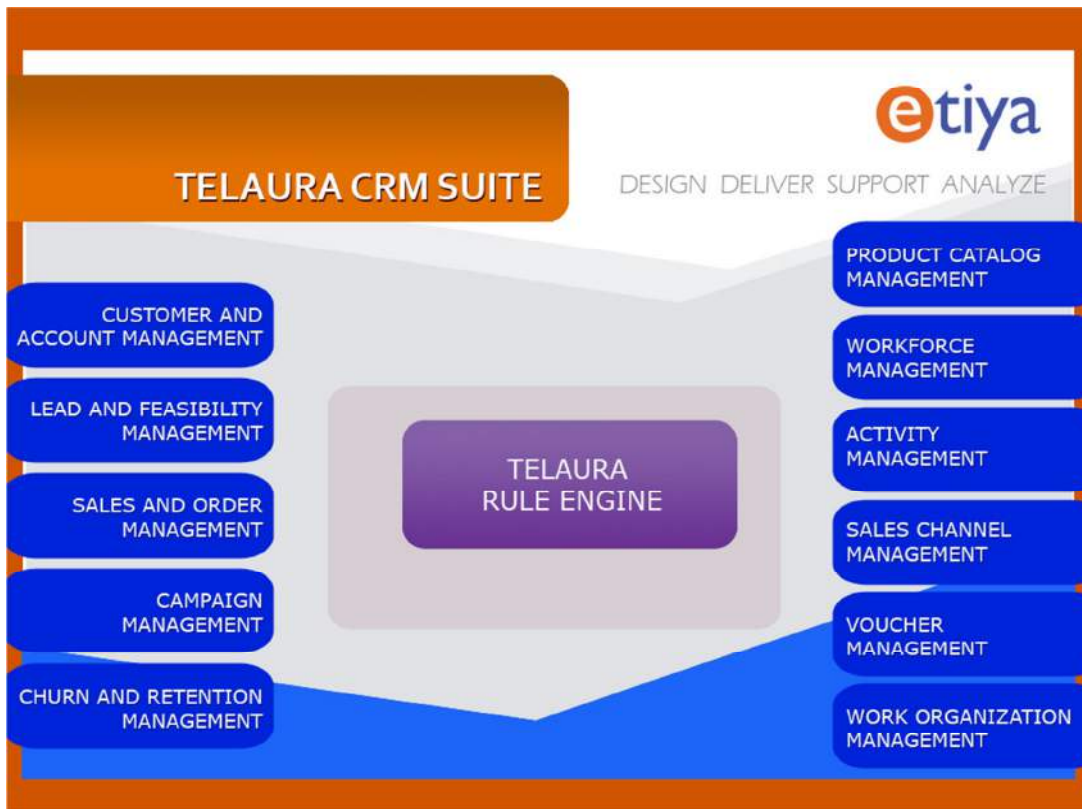 etiya
TELAURA CRM SUITE
DESIGN DELIVER SUPPORT ANALYZE
CUSTOMER AND
ACCOUNT MANAGEMENT
LEAD AND FEASIBILITY
MANAGEMENT
SALES AND ORDER
MANAGEMENT
CAMPAIGN
MANAGEMENT
CHURN AND RETENTION
MANAGEMENT
TELAURA
RULE ENGINE
PRODUCT CATALOG
MANAGEMENT
WORKFORCE
MANAGEMENT
ACTIVITY
MANAGEMENT
SALES CHANNEL
MANAGEMENT
VOUCHER
MANAGEMENT
WORK ORGANIZATION
MANAGEMENT